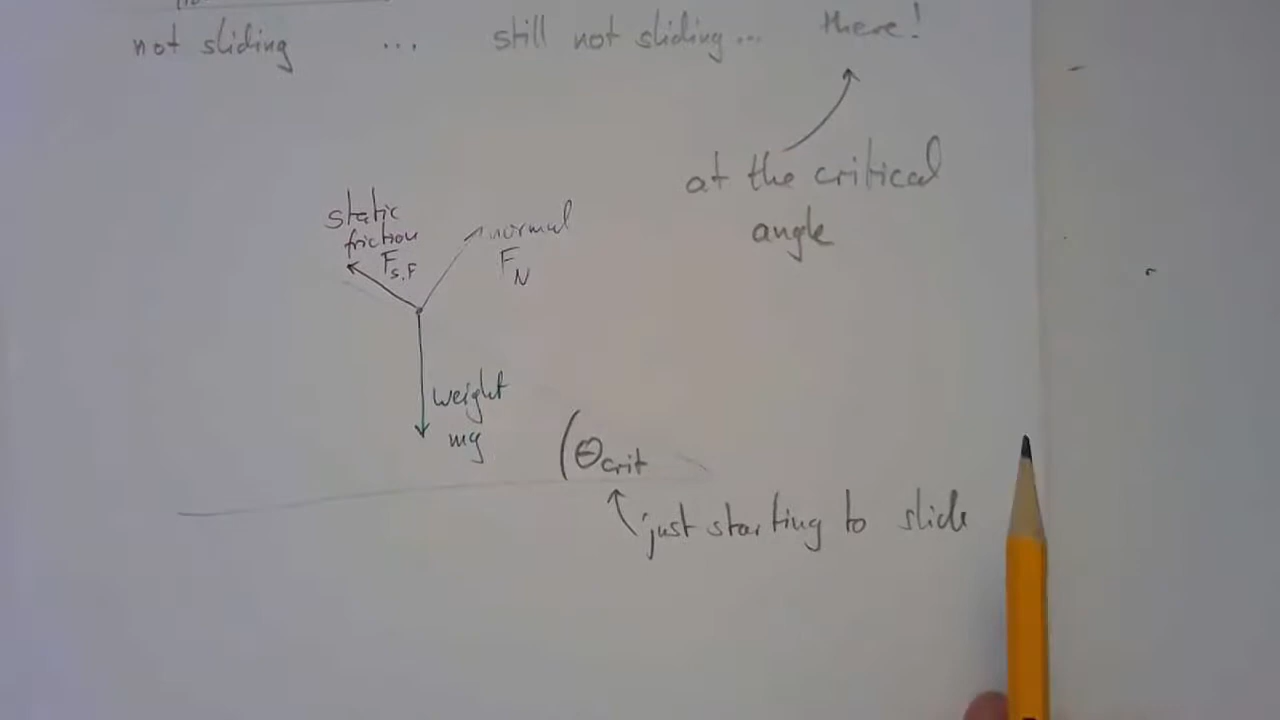 not sliding ... still not sliding... there!
at the critical
angle
static
friction
F_S.F
normal
F_N
weight
mg
(Θcrit
just starting to slide